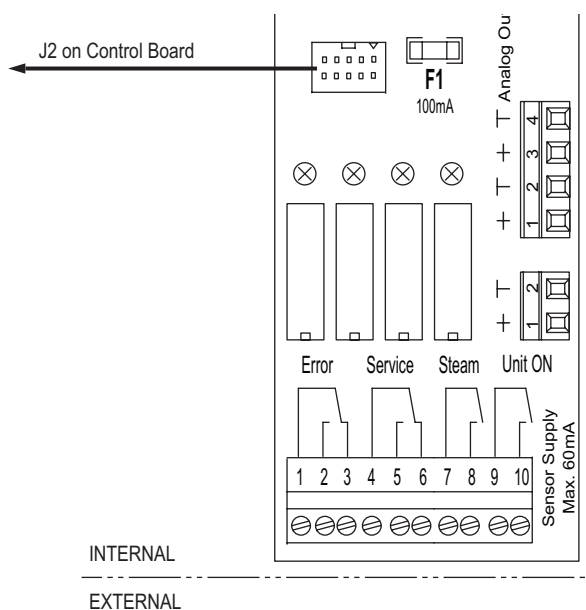 J2 on Control Board
F1
100mA
Analog Ou
4
3
2
1
2
1
Error Service Steam Unit ON
1 2 3 4 5 6 7 8 9 10
Sensor Supply
Max. 60mA
INTERNAL
EXTERNAL